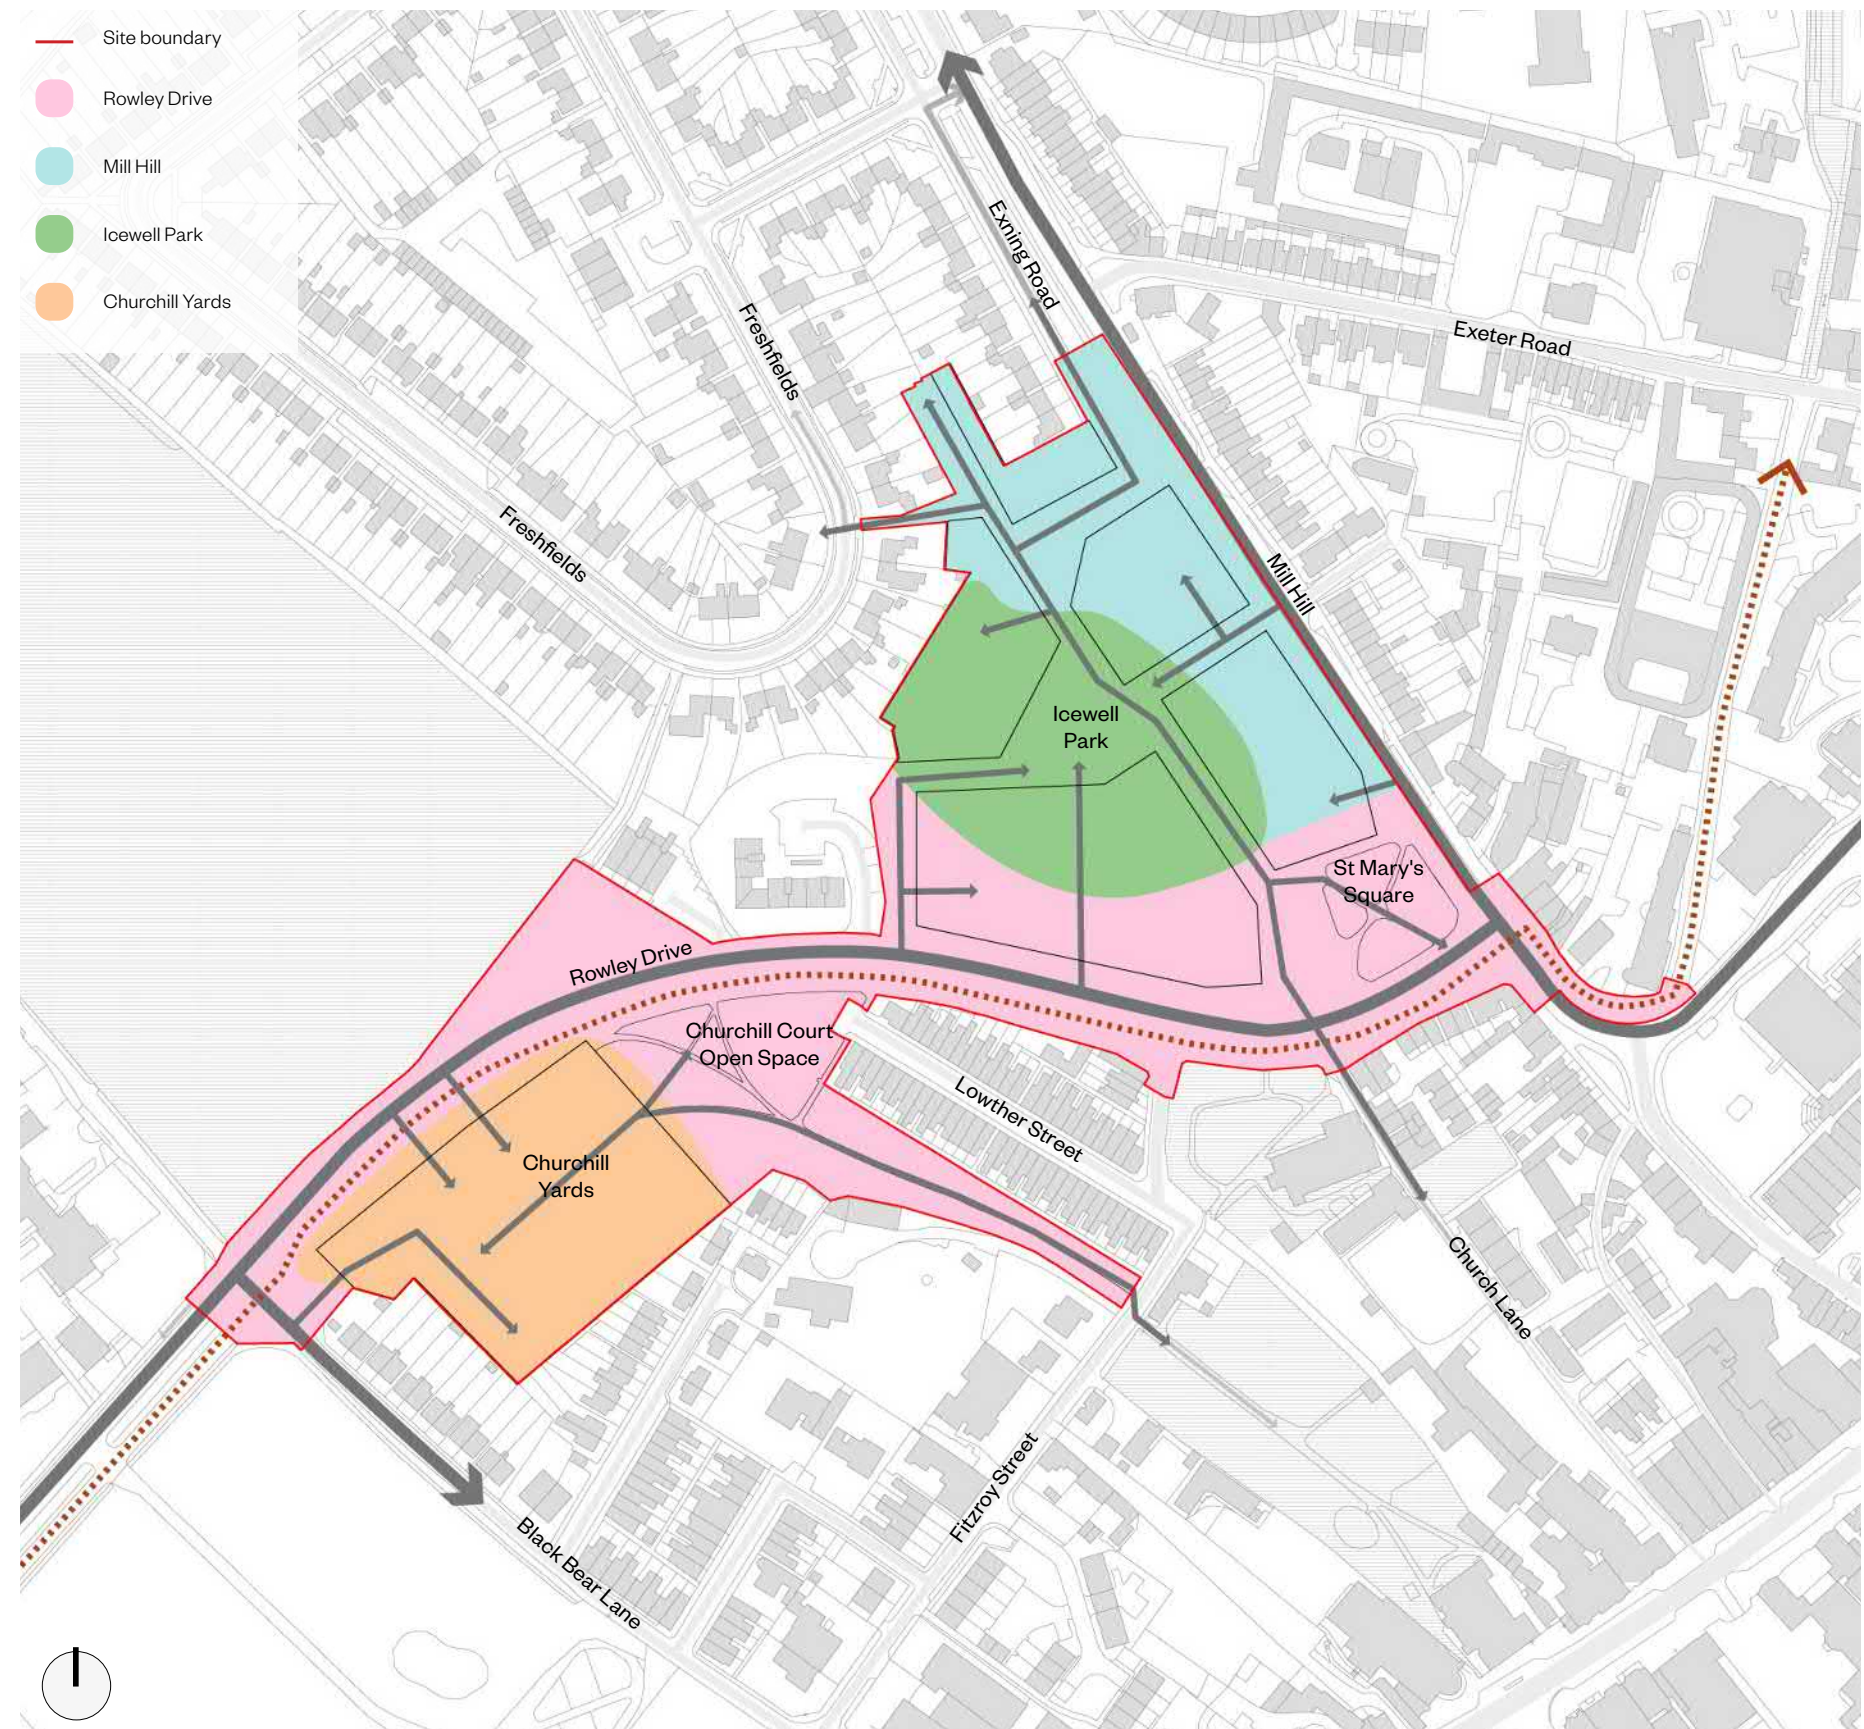 Site boundary
Rowley Drive
Mill Hill
Icewell Park
Churchill Yards
Exning Road
Freshfields
Exeter Road
Freshfields
Mill Hill
Icewell
Park
St Mary's
Square
Rowley Drive
Churchill Court
Open Space
Lowther Street
Churchill
Yards
Church Lane
Fitzroy Street
Black Bear Lane